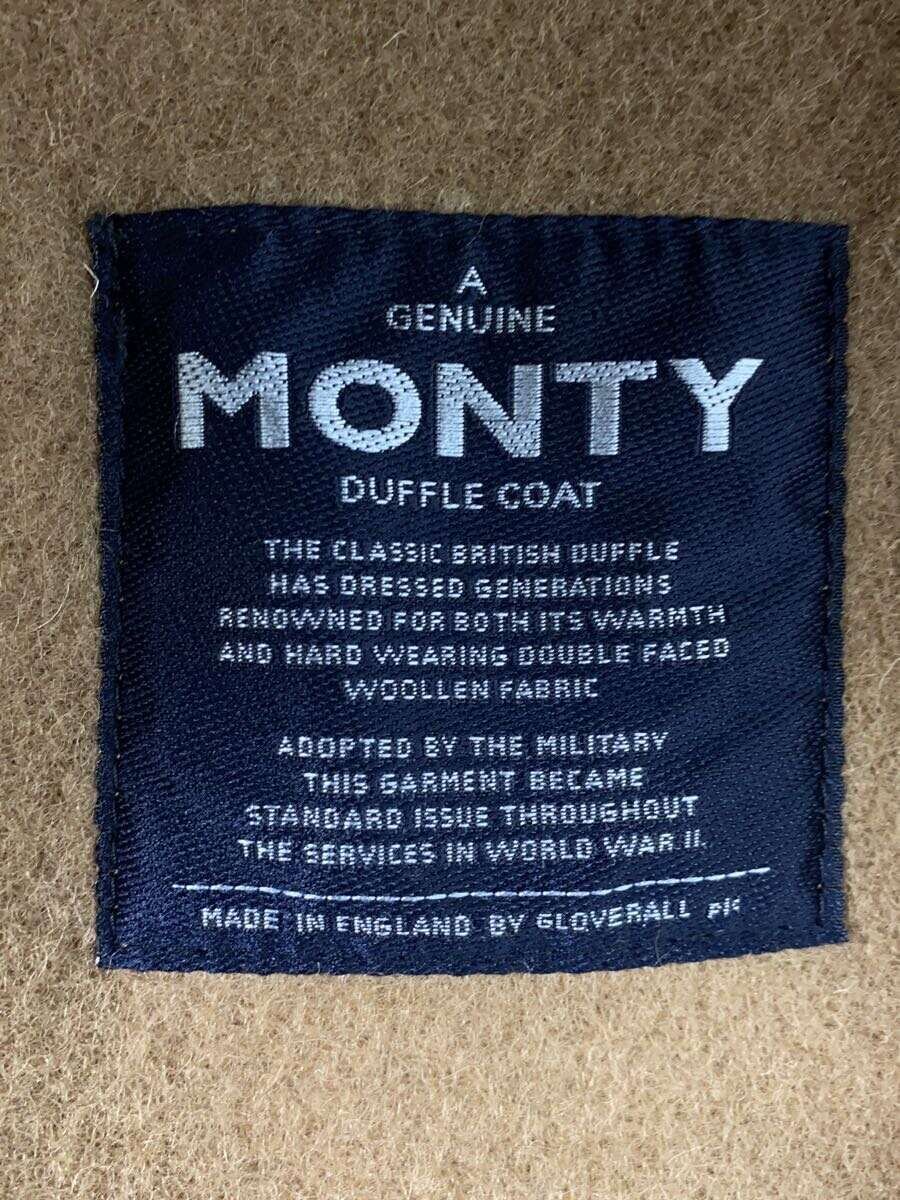 A
GENUINE
MONTY
DUFFLE COAT
THE CLASSIC BRITISH DUFFLE
HAS DRESSED GENERATIONS
RENOWNED FOR BOTH ITS WARMTH
AND HARD WEARING DOUBLE FACED
WOOLLEN FABRIC
ADOPTED BY THE MILITARY
THIS GARMENT BECAME
STANDARD ISSUE THROUGHOUT
THE SERVICES IN WORLD WAR II.
MADE IN ENGLAND BY GLOVERALL plc